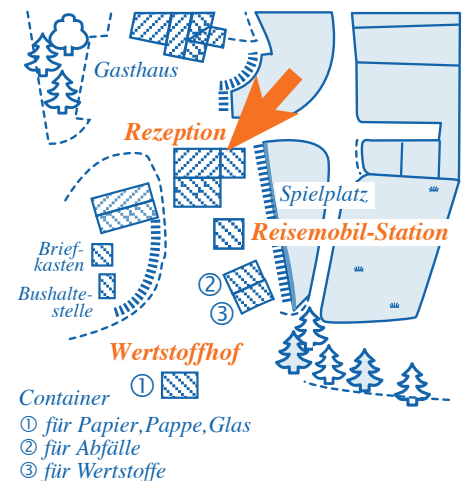 Gasthaus
Rezeption
Spielplatz
Reisemobil-Station
Brief-
kasten
Bushalte-
stelle
②
③
Wertstoffhof
①
Container
① für Papier,Pappe,Glas
② für Abfälle
③ für Wertstoffe